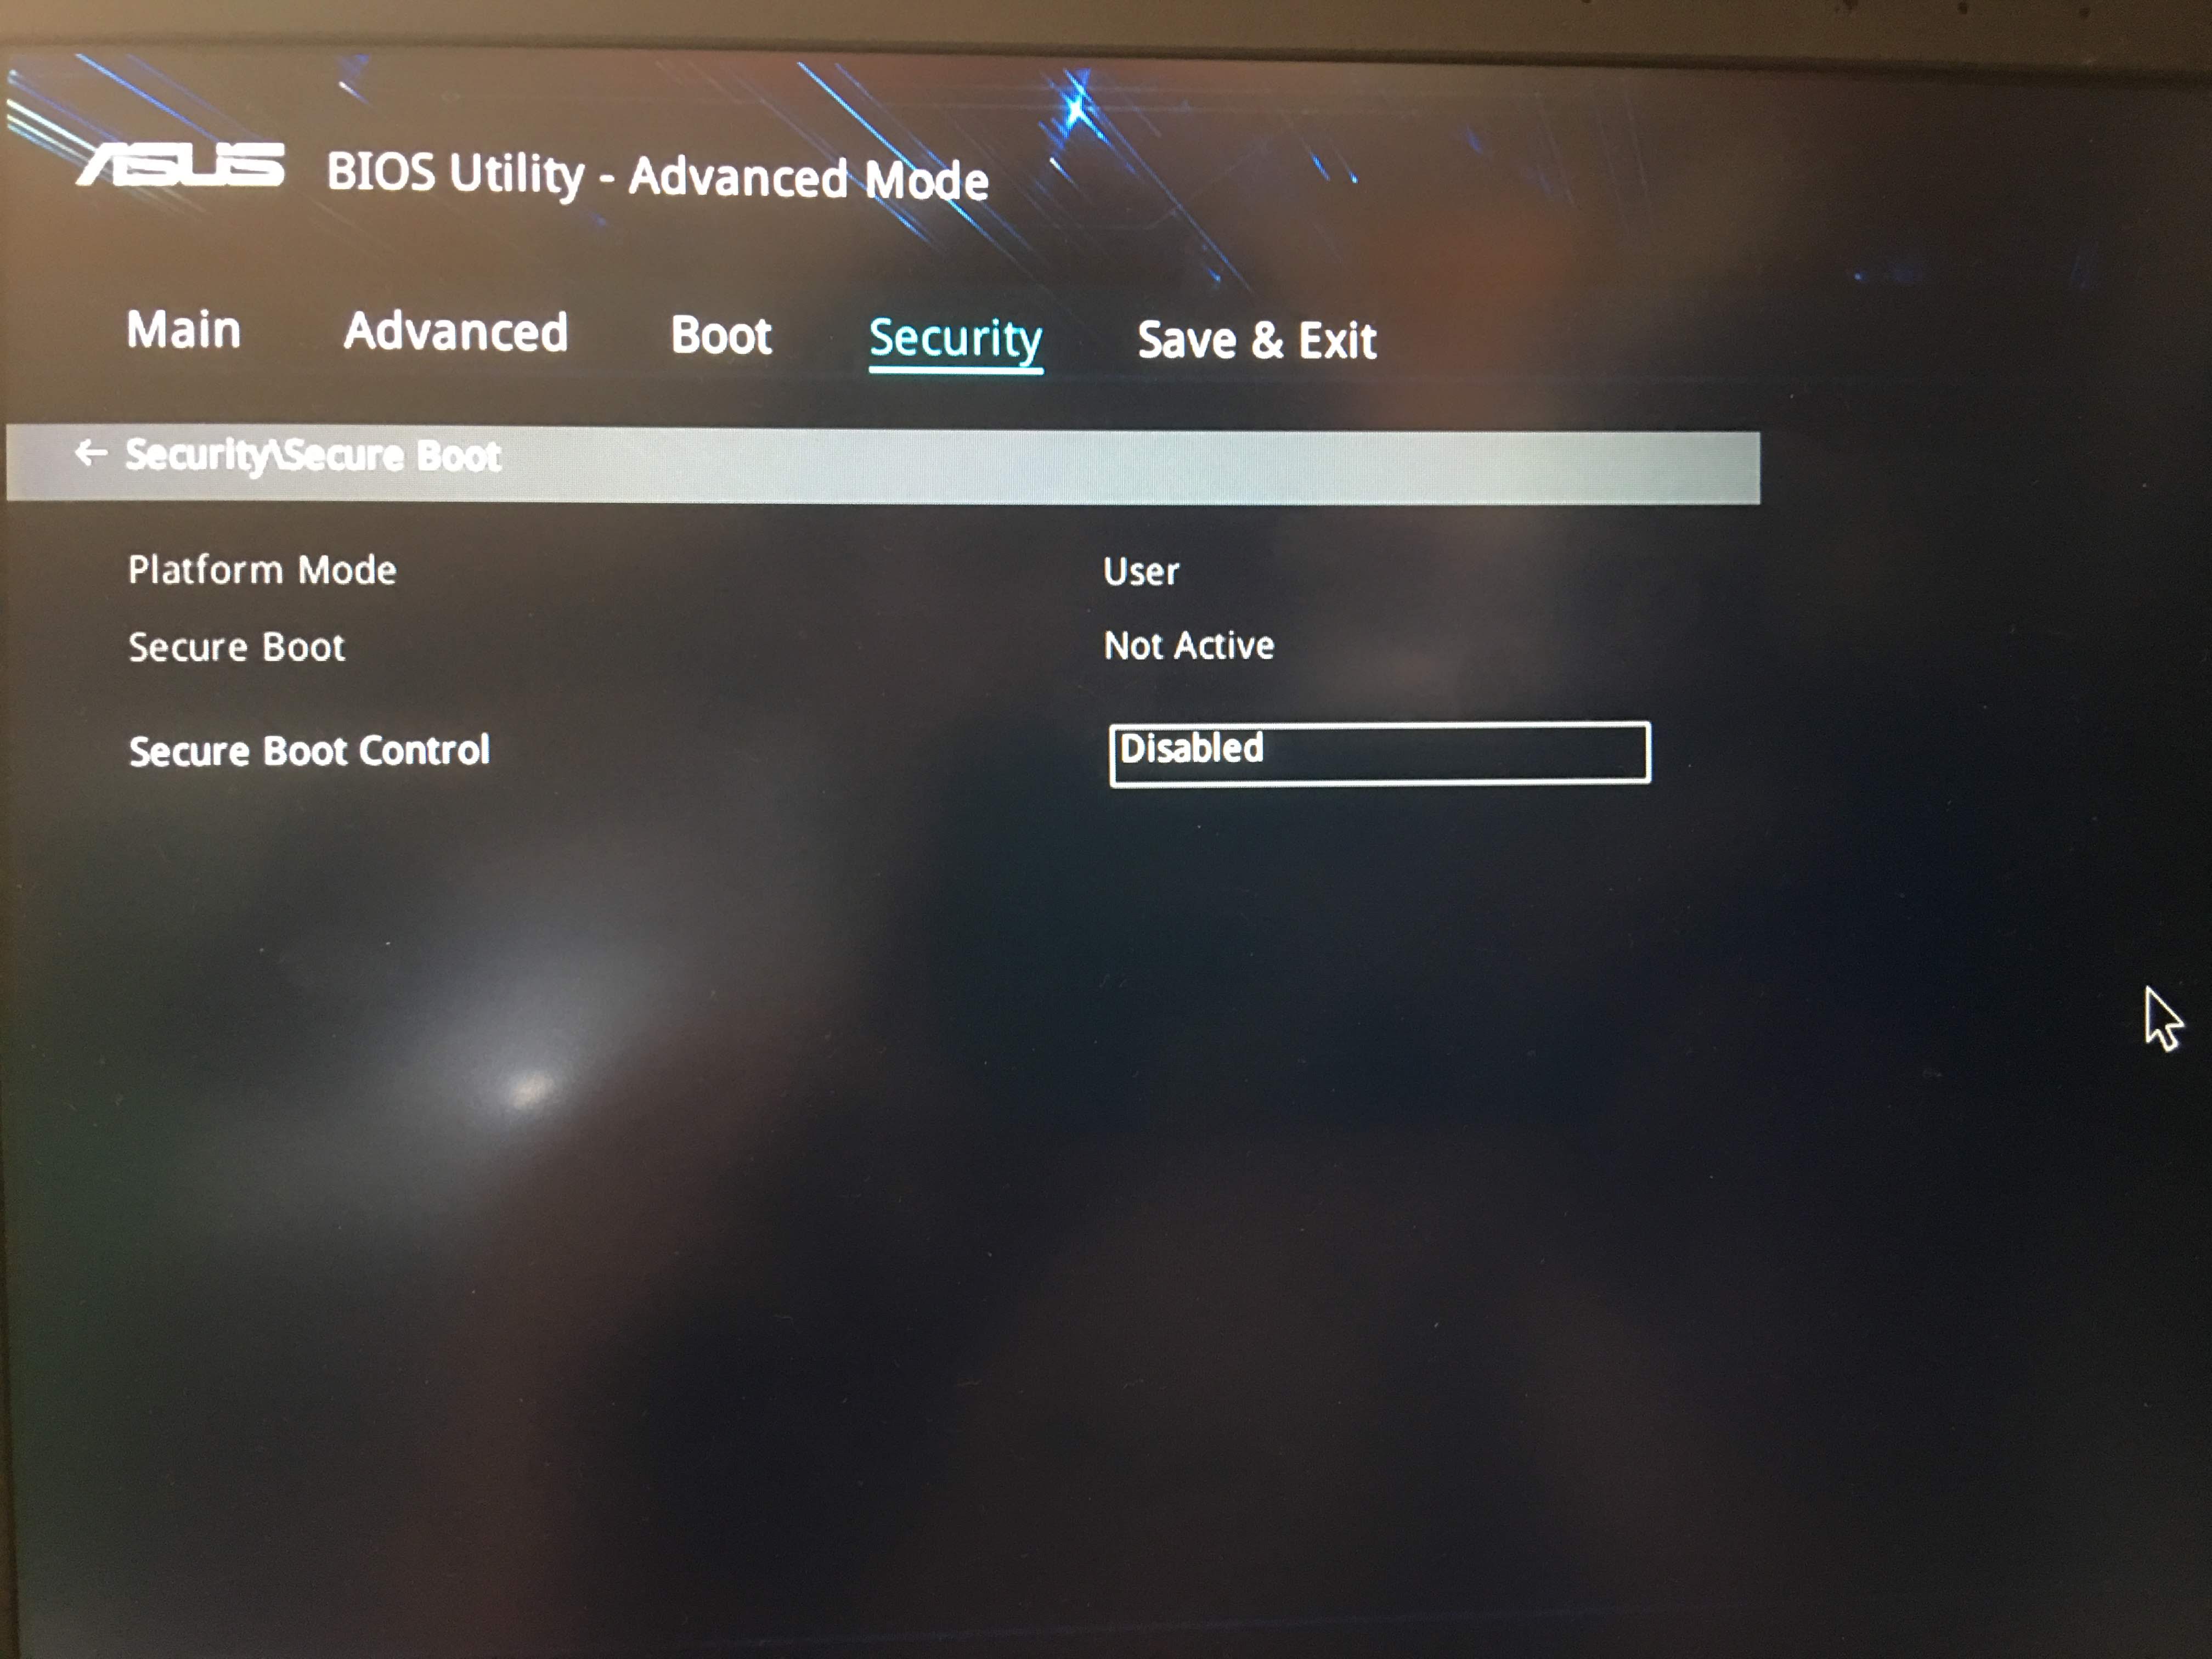 ASUS BIOS Utility - Advanced Mode
Main Advanced Boot Security Save & Exit
← Security\Secure Boot
Platform Mode User
Secure Boot Not Active
Secure Boot Control Disabled